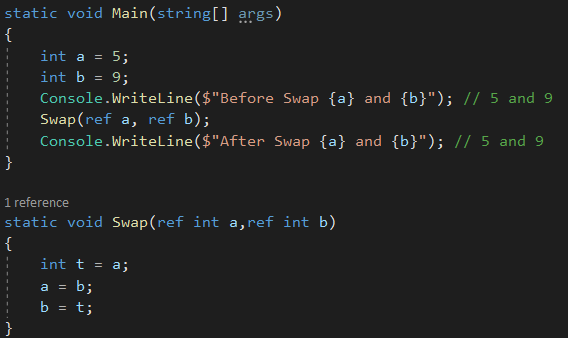 static void Main(string[] args)
{
int a = 5;
int b = 9;
Console.WriteLine($"Before Swap {a} and {b}"); // 5 and 9
Swap(ref a, ref b);
Console.WriteLine($"After Swap {a} and {b}"); // 5 and 9
}
1 reference
static void Swap(ref int a,ref int b)
{
int t = a;
a = b;
b = t;
}